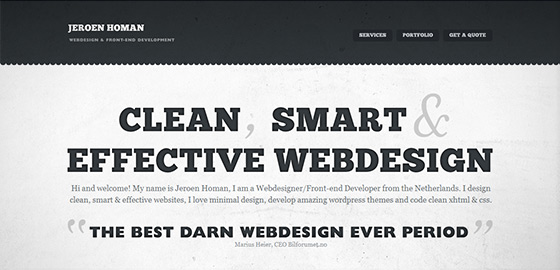 JEROEN HOMAN
WEBDESIGN & FRONT-END DEVELOPMENT
SERVICES PORTFOLIO GET A QUOTE
CLEAN, SMART &
EFFECTIVE WEBDESIGN
Hi and welcome! My name is Jeroen Homan, I am a Webdesigner/Front-end Developer from the Netherlands. I design
clean, smart & effective websites, I love minimal design, develop amazing wordpress themes and code clean xhtml & css.
“ THE BEST DARN WEBDESIGN EVER PERIOD ”
Marius Heier, CEO Bilforum45.no